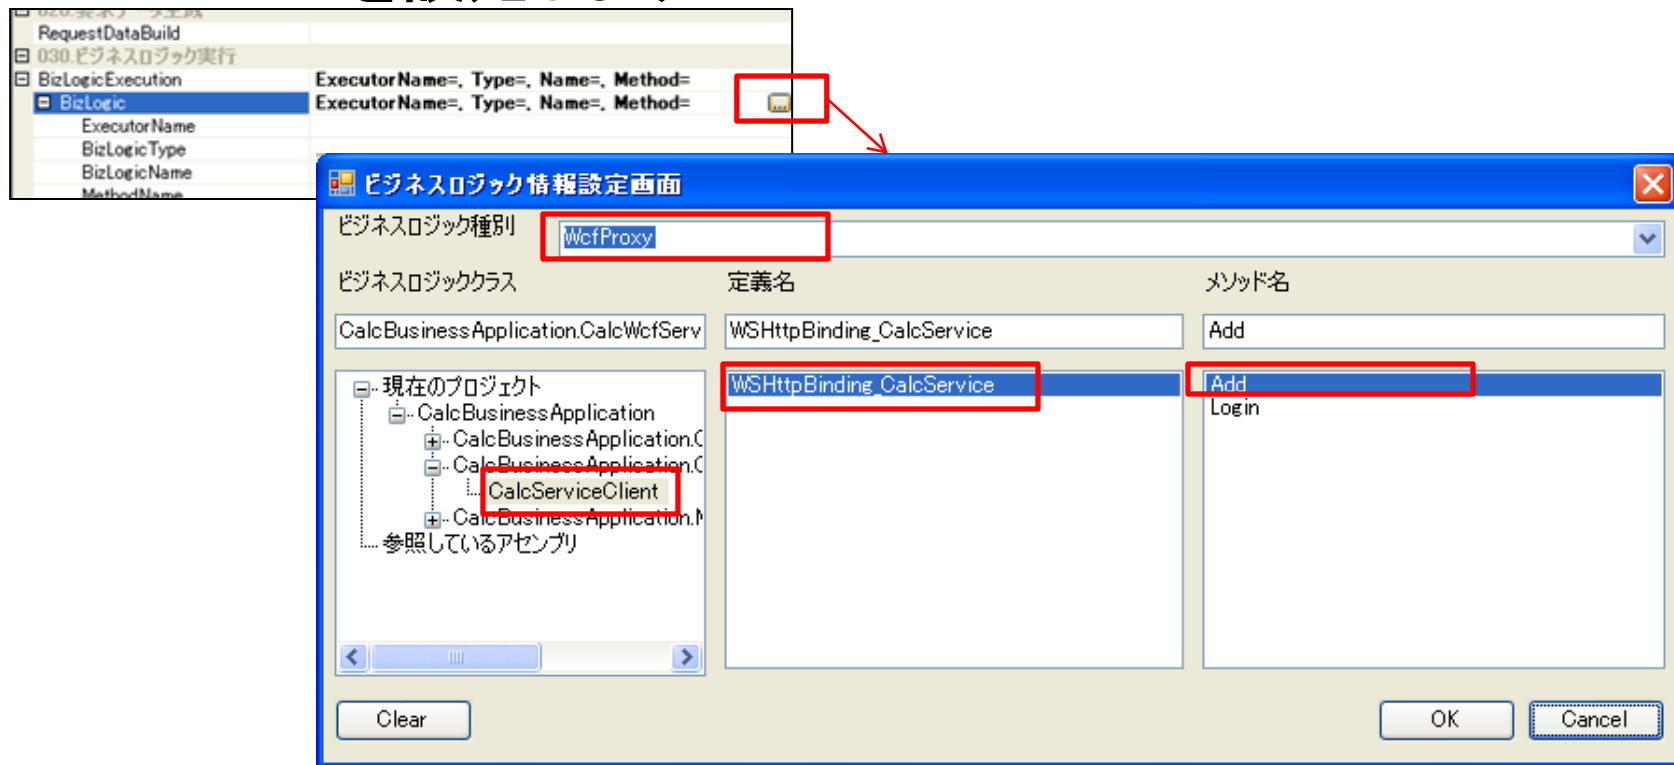 RequestDataBuild
030.ビジネスロジック実行
BizLogicExecution ExecutorName=, Type=, Name=, Method=
BizLogic ExecutorName=, Type=, Name=, Method=
ExecutorName
BizLogicType
BizLogicName
MethodName
ビジネスロジック情報設定画面
ビジネスロジック種別 WcfProxy
ビジネスロジッククラス 定義名 メソッド名
CalcBusinessApplication.CalcWcfServ WSHttpBinding_CalcService Add
現在のプロジェクト WSHttpBinding_CalcService Add
CalcBusinessApplication Login
CalcBusinessApplication.C
CalcBusinessApplication.C
CalcServiceClient
CalcBusinessApplication.M
参照しているアセンブリ
Clear OK Cancel